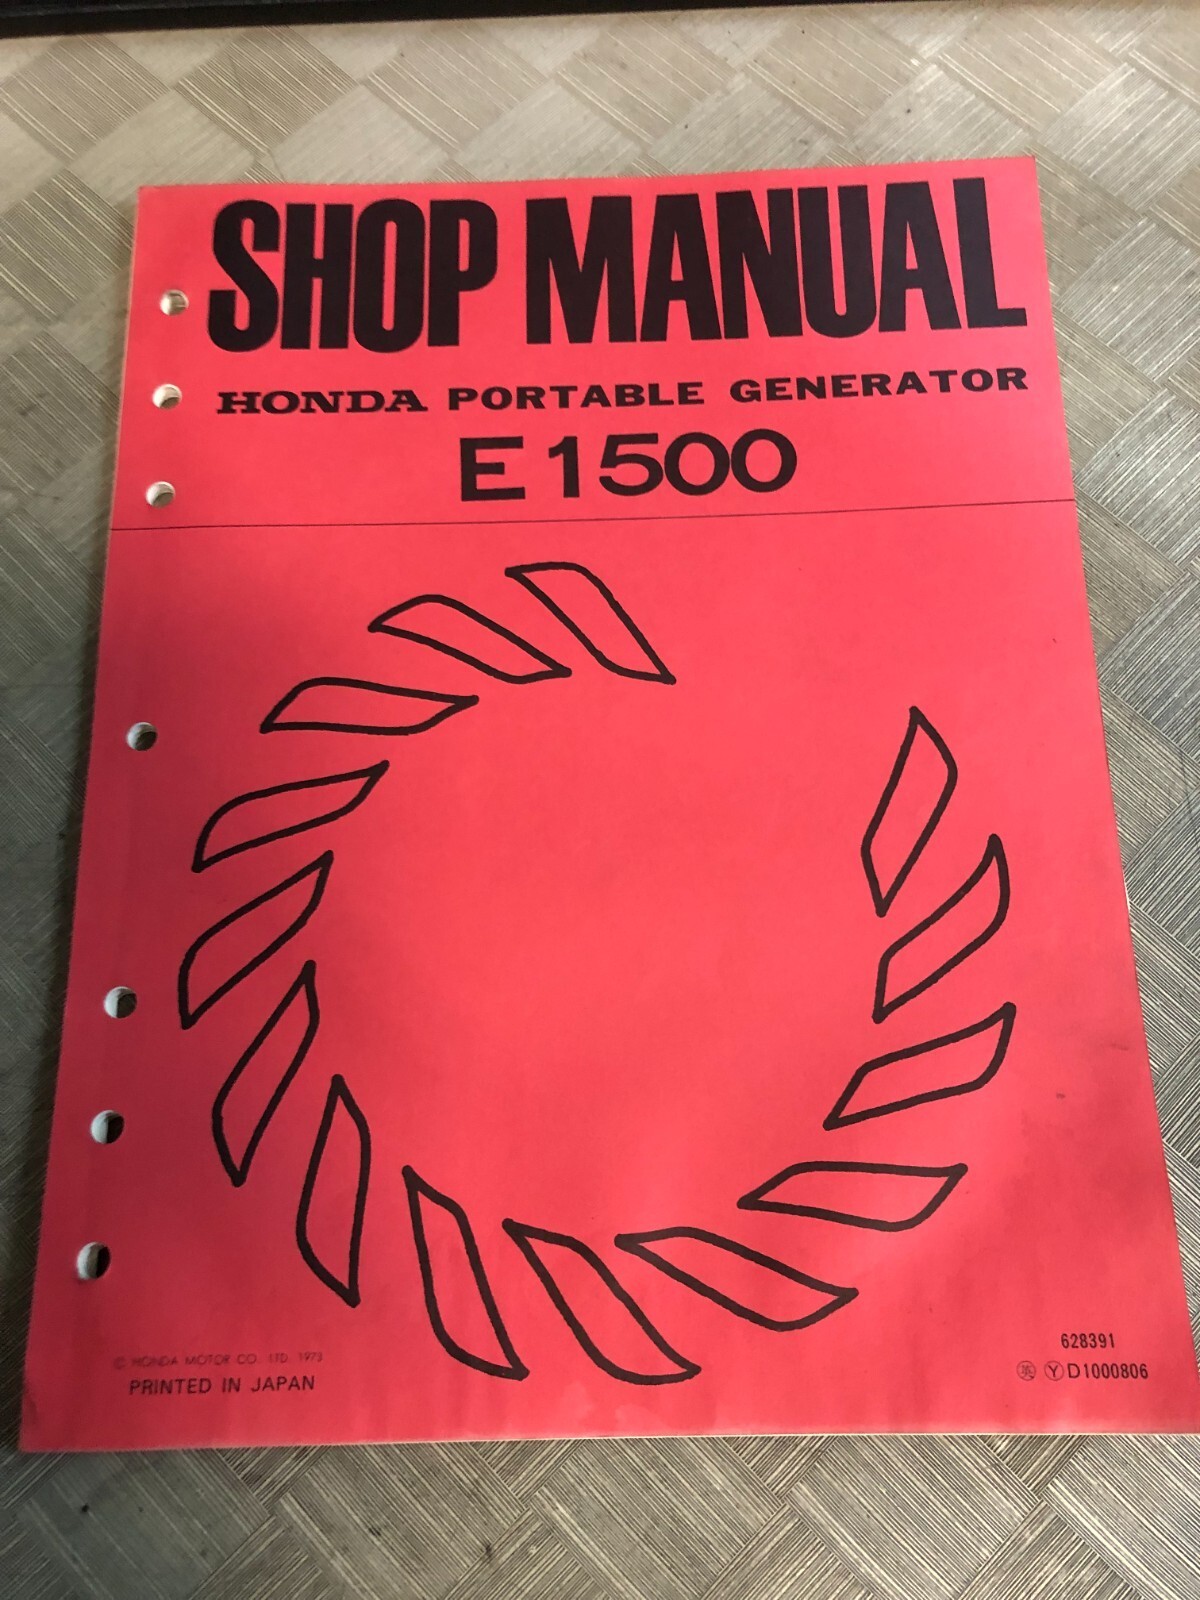 SHOP MANUAL
HONDA PORTABLE GENERATOR
E1500
© HONDA MOTOR CO., LTD. 1973
PRINTED IN JAPAN
628391
英 Ⓨ D1000806